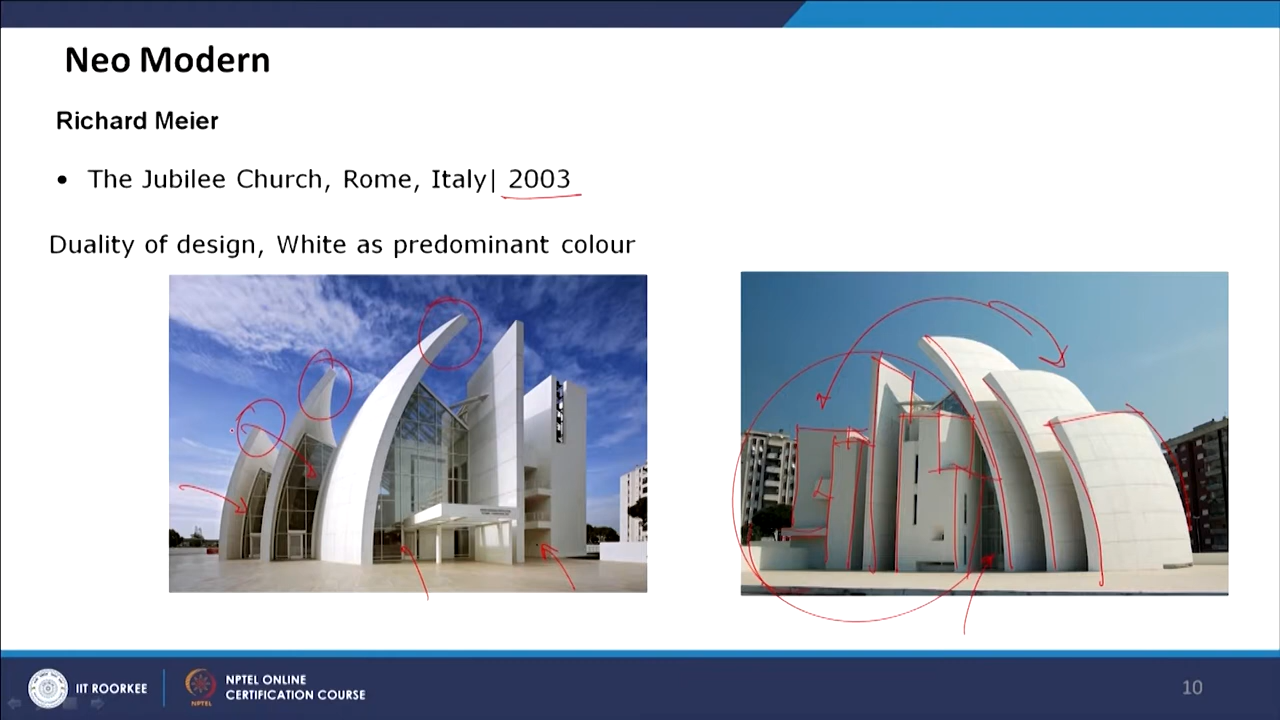 Neo Modern
Richard Meier
• The Jubilee Church, Rome, Italy| 2003
Duality of design, White as predominant colour
IIT ROORKEE
NPTEL ONLINE
CERTIFICATION COURSE
NPTEL
10